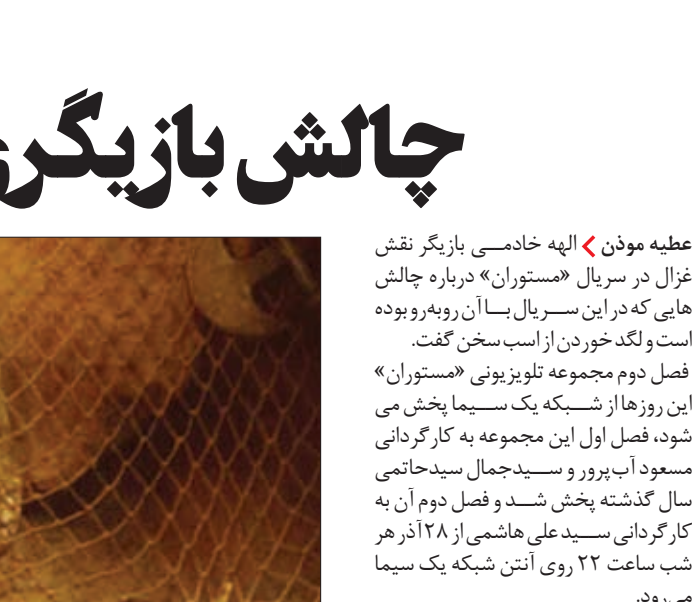 چالش بازیگری
عطیه موذن > الهه خادمی بازیگر نقش
غزال در سریال «مستوران» درباره چالش
هایی که در این سریال با آن روبه‌رو بوده
است و لگد خوردن از اسب سخن گفت.
فصل دوم مجموعه تلویزیونی «مستوران»
این روزها از شبکه یک سیما پخش می
شود، فصل اول این مجموعه به کارگردانی
مسعود آب‌پرور و سیدجمال سیدحاتمی
سال گذشته پخش شد و فصل دوم آن به
کارگردانی سیدعلی هاشمی از ۲۸ آذر هر
شب ساعت ۲۲ روی آنتن شبکه یک سیما
می‌رود.